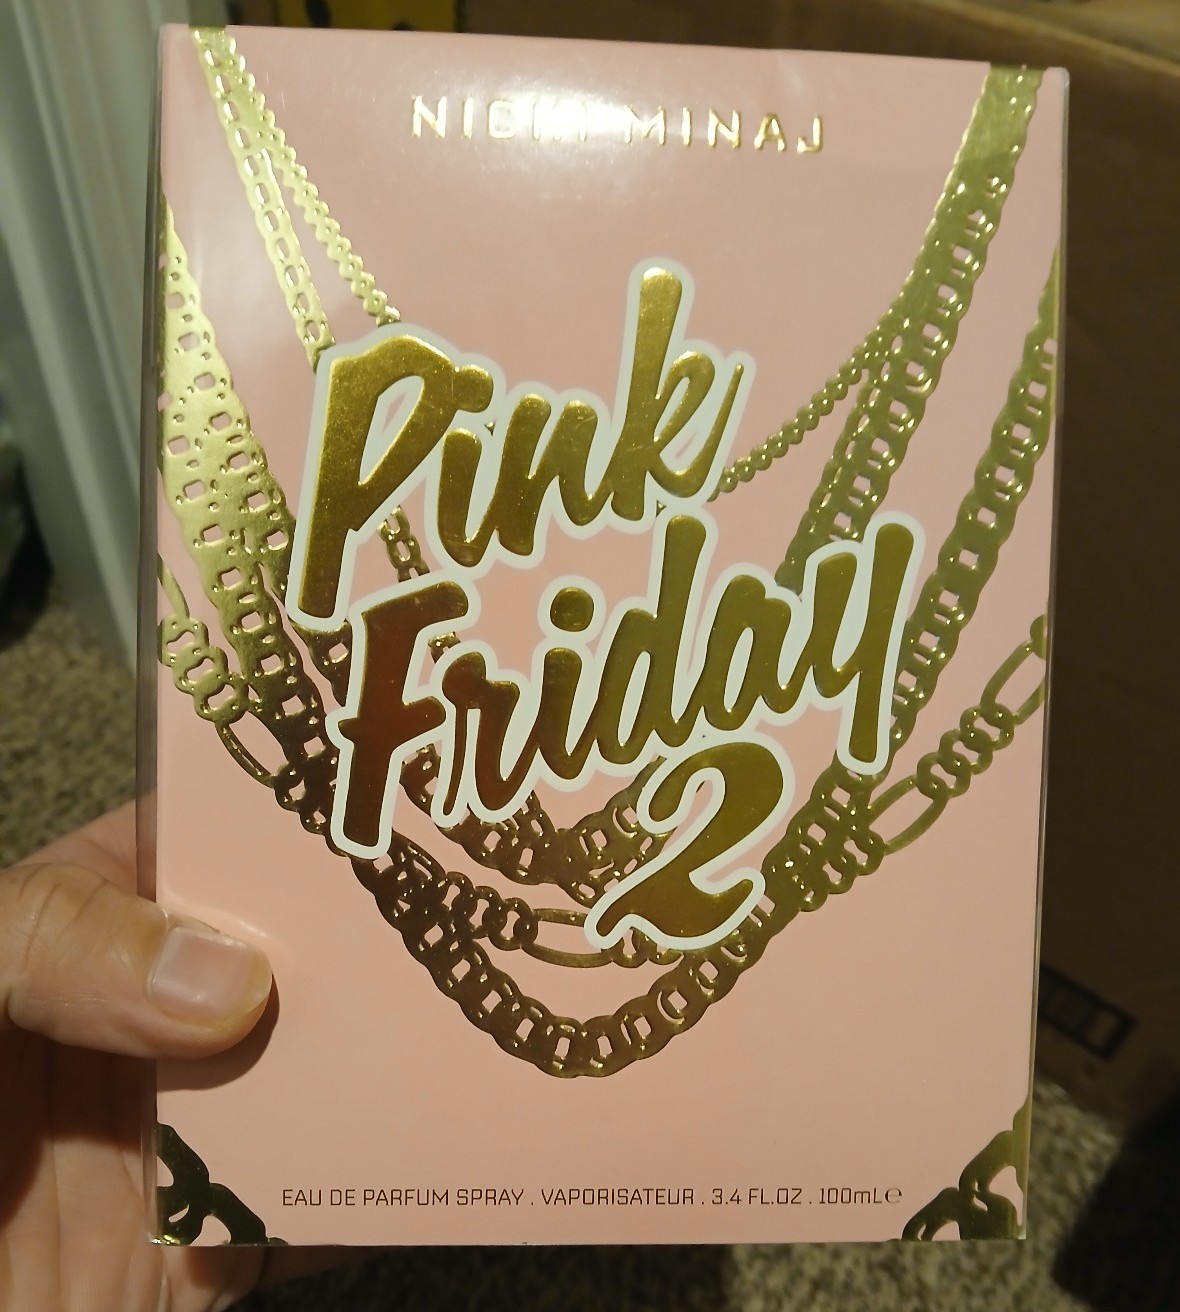 NICKI MINAJ
Pink
Friday
2
EAU DE PARFUM SPRAY . VAPORISATEUR . 3.4 FL.OZ . 100mL℮